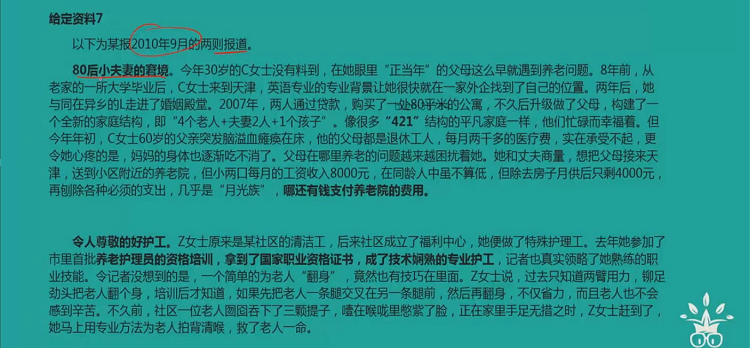 给定资料7
以下为某报2010年9月的两则报道。
80后小夫妻的窘境。今年30岁的C女士没有料到，在她眼里“正当年”的父母这么早就遇到养老问题。8年前，从
老家的一所大学毕业后，C女士来到天津，英语专业的专业背景让她很快就在一家外企找到了自己的位置。两年后，她
与同在异乡的L走进了婚姻殿堂。2007年，两人通过贷款，购买了一处80平米的公寓，不久后升级做了父母，构建了一
个全新的家庭结构，即“4个老人+夫妻2人+1个孩子”。像很多“421”结构的平凡家庭一样，他们忙碌而幸福着。但
今年年初，C女士60岁的父亲突发脑溢血瘫痪在床，他的父母都是退休工人，每月两千多的医疗费，实在承受不起，更
令她心疼的是，妈妈的身体也逐渐吃不消了。父母在哪里养老的问题越来越困扰着她。她和丈夫商量，想把父母接来天
津，送到小区附近的养老院，但小两口每月的工资收入8000元，在同龄人中虽不算低，但除去房子月供后只剩4000元，
再刨除各种必须的支出，几乎是“月光族”，哪还有钱支付养老院的费用。
令人尊敬的好护工。Z女士原来是某社区的清洁工，后来社区成立了福利中心，她便做了特殊护理工。去年她参加了
市里首批养老护理员的资格培训，拿到了国家职业资格证书，成了技术娴熟的专业护工，记者也真实领略了她熟练的职
业技能。令记者没想到的是，一个简单的为老人“翻身”，竟然也有技巧在里面。Z女士说，过去只知道两臂用力，铆足
劲头把老人翻个身，培训后才知道，如果先把老人一条腿交叉在另一条腿前，然后再翻身，不仅省力，而且老人也不会
感到辛苦。不久前，社区一位老人囫囵吞下了三颗提子，噎在喉咙里憋紫了脸，正在家里手足无措之时，Z女士赶到了，
她马上用专业方法为老人拍背清喉，救了老人一命。